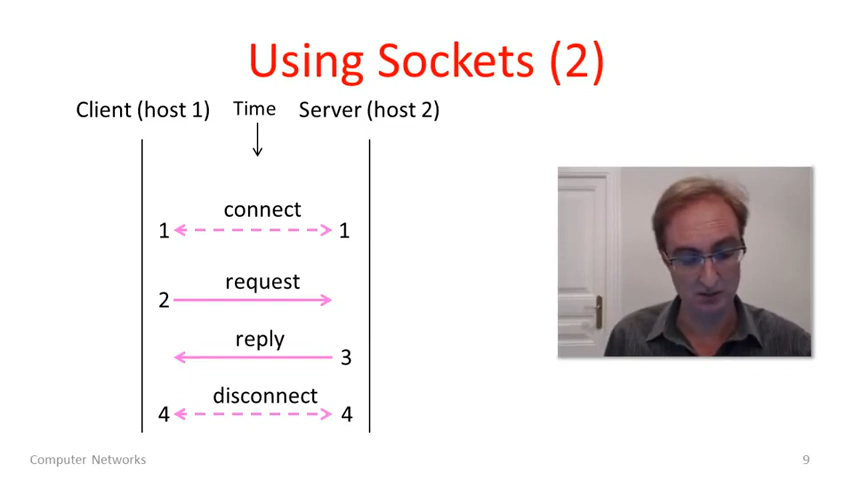 Using Sockets (2)
Client (host 1) Time Server (host 2)
connect
1 1
request
2
reply
3
disconnect
4 4
Computer Networks 9